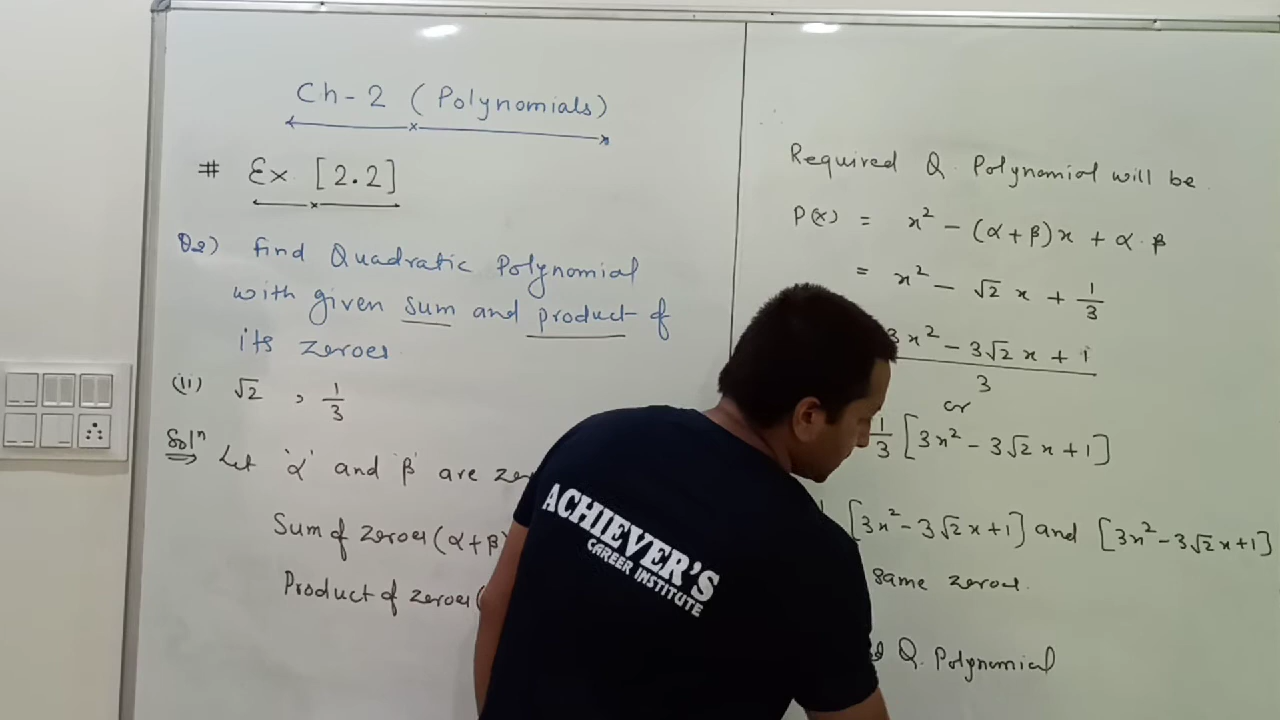 Ch-2 (Polynomials)
# Ex [2.2]
Q2) find Quadratic Polynomial
with given sum and product of
its zeroes
(ii) √2 , 1/3
Solⁿ Let 'α' and 'β' are
Sum of zeroes (α+β)
Product of zeroes (
Required Q. Polynomial will be
P(x) = x² - (α+β)x + α·β
= x² - √2 x + 1/3
3x² - 3√2 x + 1
3
or
1/3 [3x² - 3√2 x + 1]
[3x² - 3√2 x + 1] and [3x² - 3√2 x + 1]
same zeroes.
Q. Polynomial
ACHIEVER'S
CAREER INSTITUTE